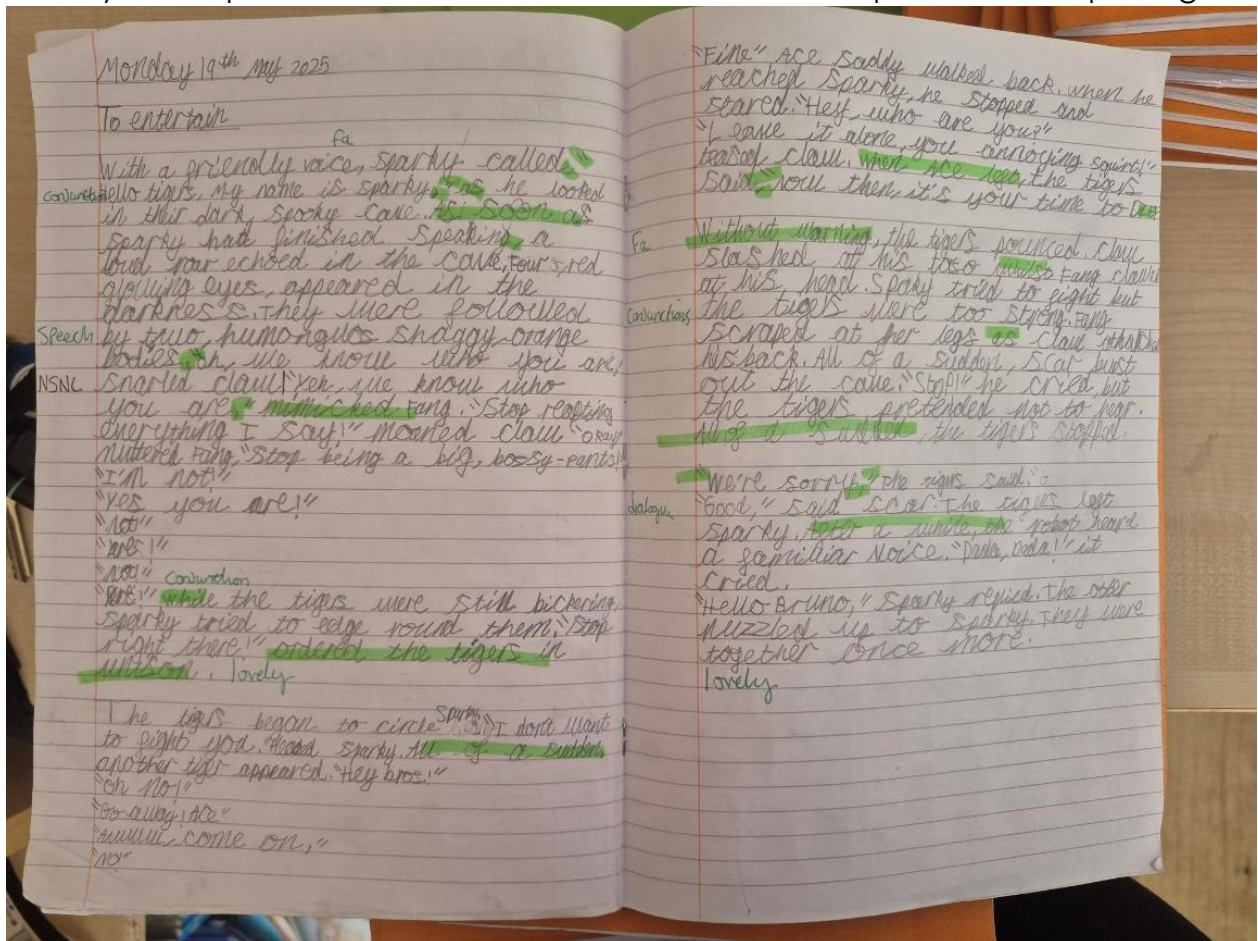 Monday 19th May 2025
To entertain
fa
With a friendly voice, Sparky called, "
conjunction
Hello tigers, My name is Sparky," as he looked
in their dark, spooky cave. As soon as
Sparky had finished speaking, a
loud roar echoed in the cave, Four, red
glowing eyes, appeared in the
darkness. They were followed
Speech
by two humongous shaggy-orange
bodies. "Oh, we know who you are,"
NSNC
snarled claw "Yeh, we know who
you are," mimicked Fang. "Stop reapting
everything I say!" moaned claw "Okay"
muttered Fang, "Stop being a big, bossy-pants!"
"I'm not!"
"Yes you are!"
"Not"
"are!"
"not!"
conjunction
"Are!" While the tigers were still bickering,
Sparky tried to edge round them. "Stop
right there!" ordered the tigers in
unison. lovely
The tigers began to circle Sparky. "I don't want
to fight you." sparky. All of a sudden,
another tiger appeared. "Hey bros!"
"Oh no!"
"Go away, Ace"
"Awwww, come on,"
"No!"
"Fine" Ace saddy walked back. When he
reached Sparky, he stopped and
stared. "Hey, who are you?"
"Leave it alone, you annoying squirt!"
teased claw. When Ace left, the tigers
said, "Now then, it's your time to
Fa
Without warning, the tigers pounced. Claw
slashed at his whilst Fang clawed
at his head. Sparky tried to fight but
conjunctions
the tigers were too strong. Fang
scraped at her legs as claw
his back. All of a sudden, Scar burst
out the cave. "Stop!" he cried but
the tigers pretended not to hear.
All of a sudded, the tigers stopped.
"We're sorry," the tigers said.
dialogue
"Good," said scar. The tigers left
Sparky. After a while, the robot heard
a familiar voice. "Dada, Dada!" it
cried.
"Hello Bruno," Sparky replied. The otter
nuzzled up to Sparky. They were
together once more.
lovely